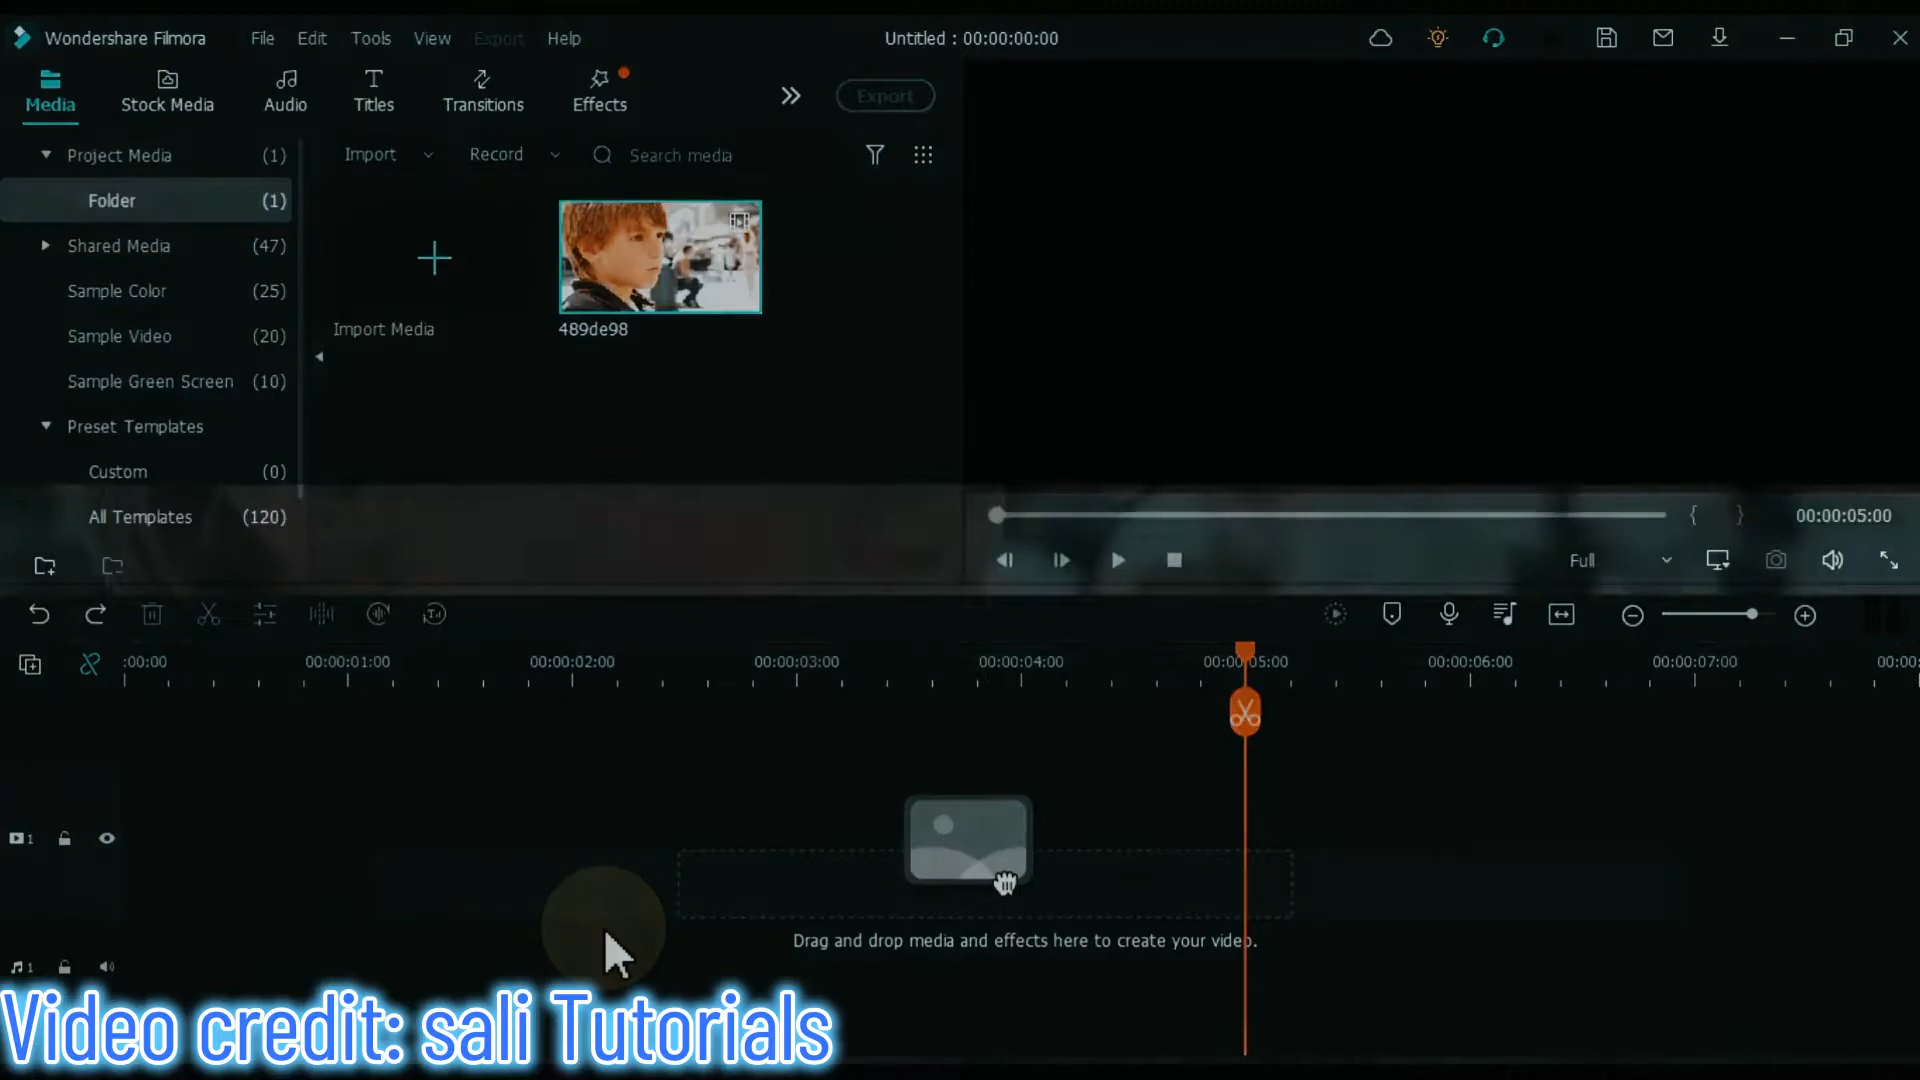 Wondershare Filmora File Edit Tools View Export Help Untitled : 00:00:00:00
Media Stock Media Audio Titles Transitions Effects Export
Project Media (1) Import Record Search media
Folder (1)
Shared Media (47)
Sample Color (25)
Import Media 489de98
Sample Video (20)
Sample Green Screen (10)
Preset Templates
Custom (0)
All Templates (120) { } 00:00:05:00
Full
:00:00 00:00:01:00 00:00:02:00 00:00:03:00 00:00:04:00 00:00:05:00 00:00:06:00 00:00:07:00 00:00:
1
Drag and drop media and effects here to create your video.
1
Video credit: sali Tutorials